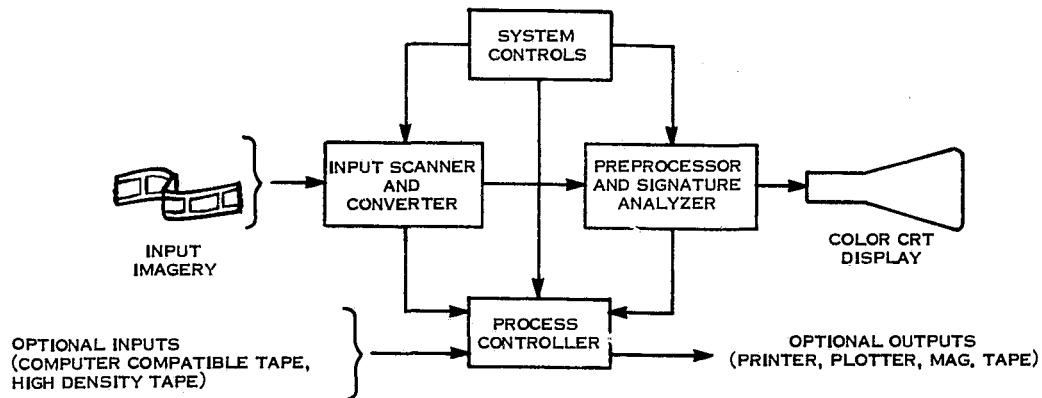 SYSTEM
CONTROLS
INPUT SCANNER
AND
CONVERTER
PREPROCESSOR
AND SIGNATURE
ANALYZER
INPUT
IMAGERY
COLOR CRT
DISPLAY
PROCESS
CONTROLLER
OPTIONAL INPUTS
(COMPUTER COMPATIBLE TAPE,
HIGH DENSITY TAPE)
OPTIONAL OUTPUTS
(PRINTER, PLOTTER, MAG. TAPE)